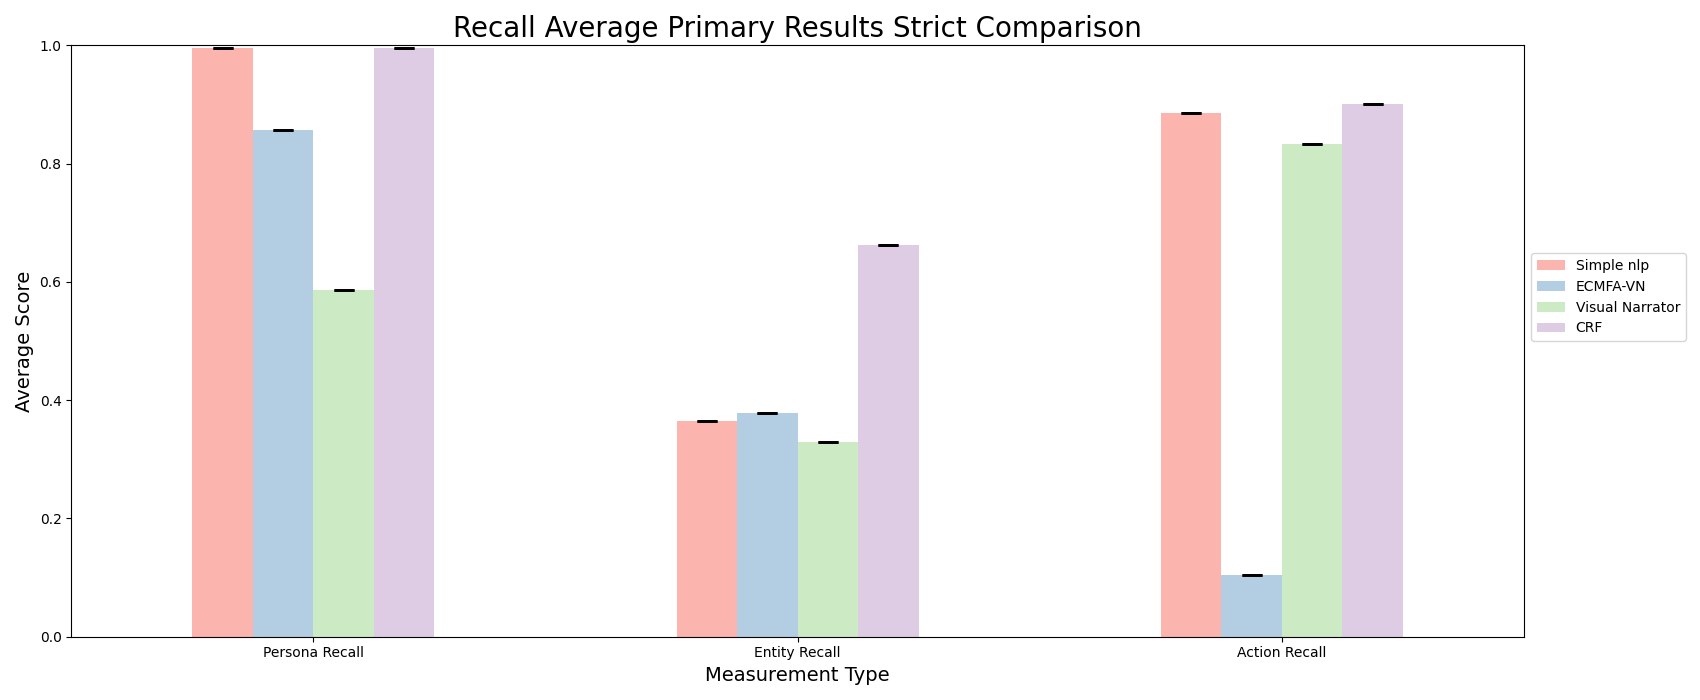 Recall Average Primary Results Strict Comparison
1.0
0.8
0.6
0.4
0.2
0.0
Average Score
Persona Recall
Entity Recall
Action Recall
Measurement Type
Simple nlp
ECMFA-VN
Visual Narrator
CRF